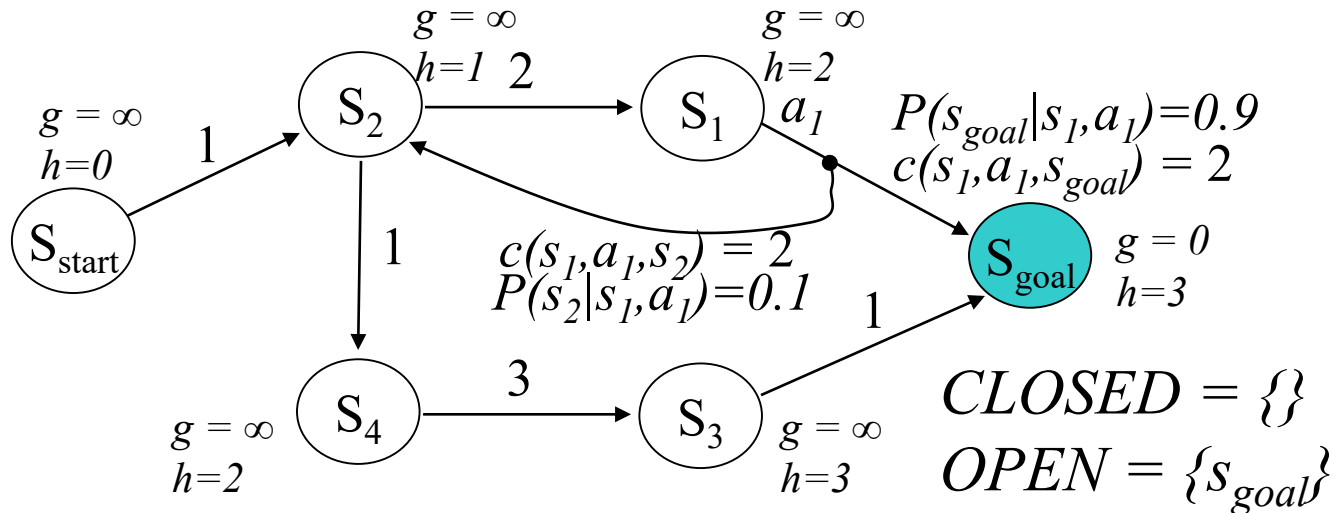 g = ∞
h=1
g = ∞
h=2
S2
2
S1
a1
P(sgoal|s1,a1)=0.9
c(s1,a1,sgoal) = 2
g = ∞
h=0
1
Sstart
1
c(s1,a1,s2) = 2
P(s2|s1,a1)=0.1
Sgoal
g = 0
h=3
1
S4
3
S3
g = ∞
h=2
g = ∞
h=3
CLOSED = {}
OPEN = {sgoal}